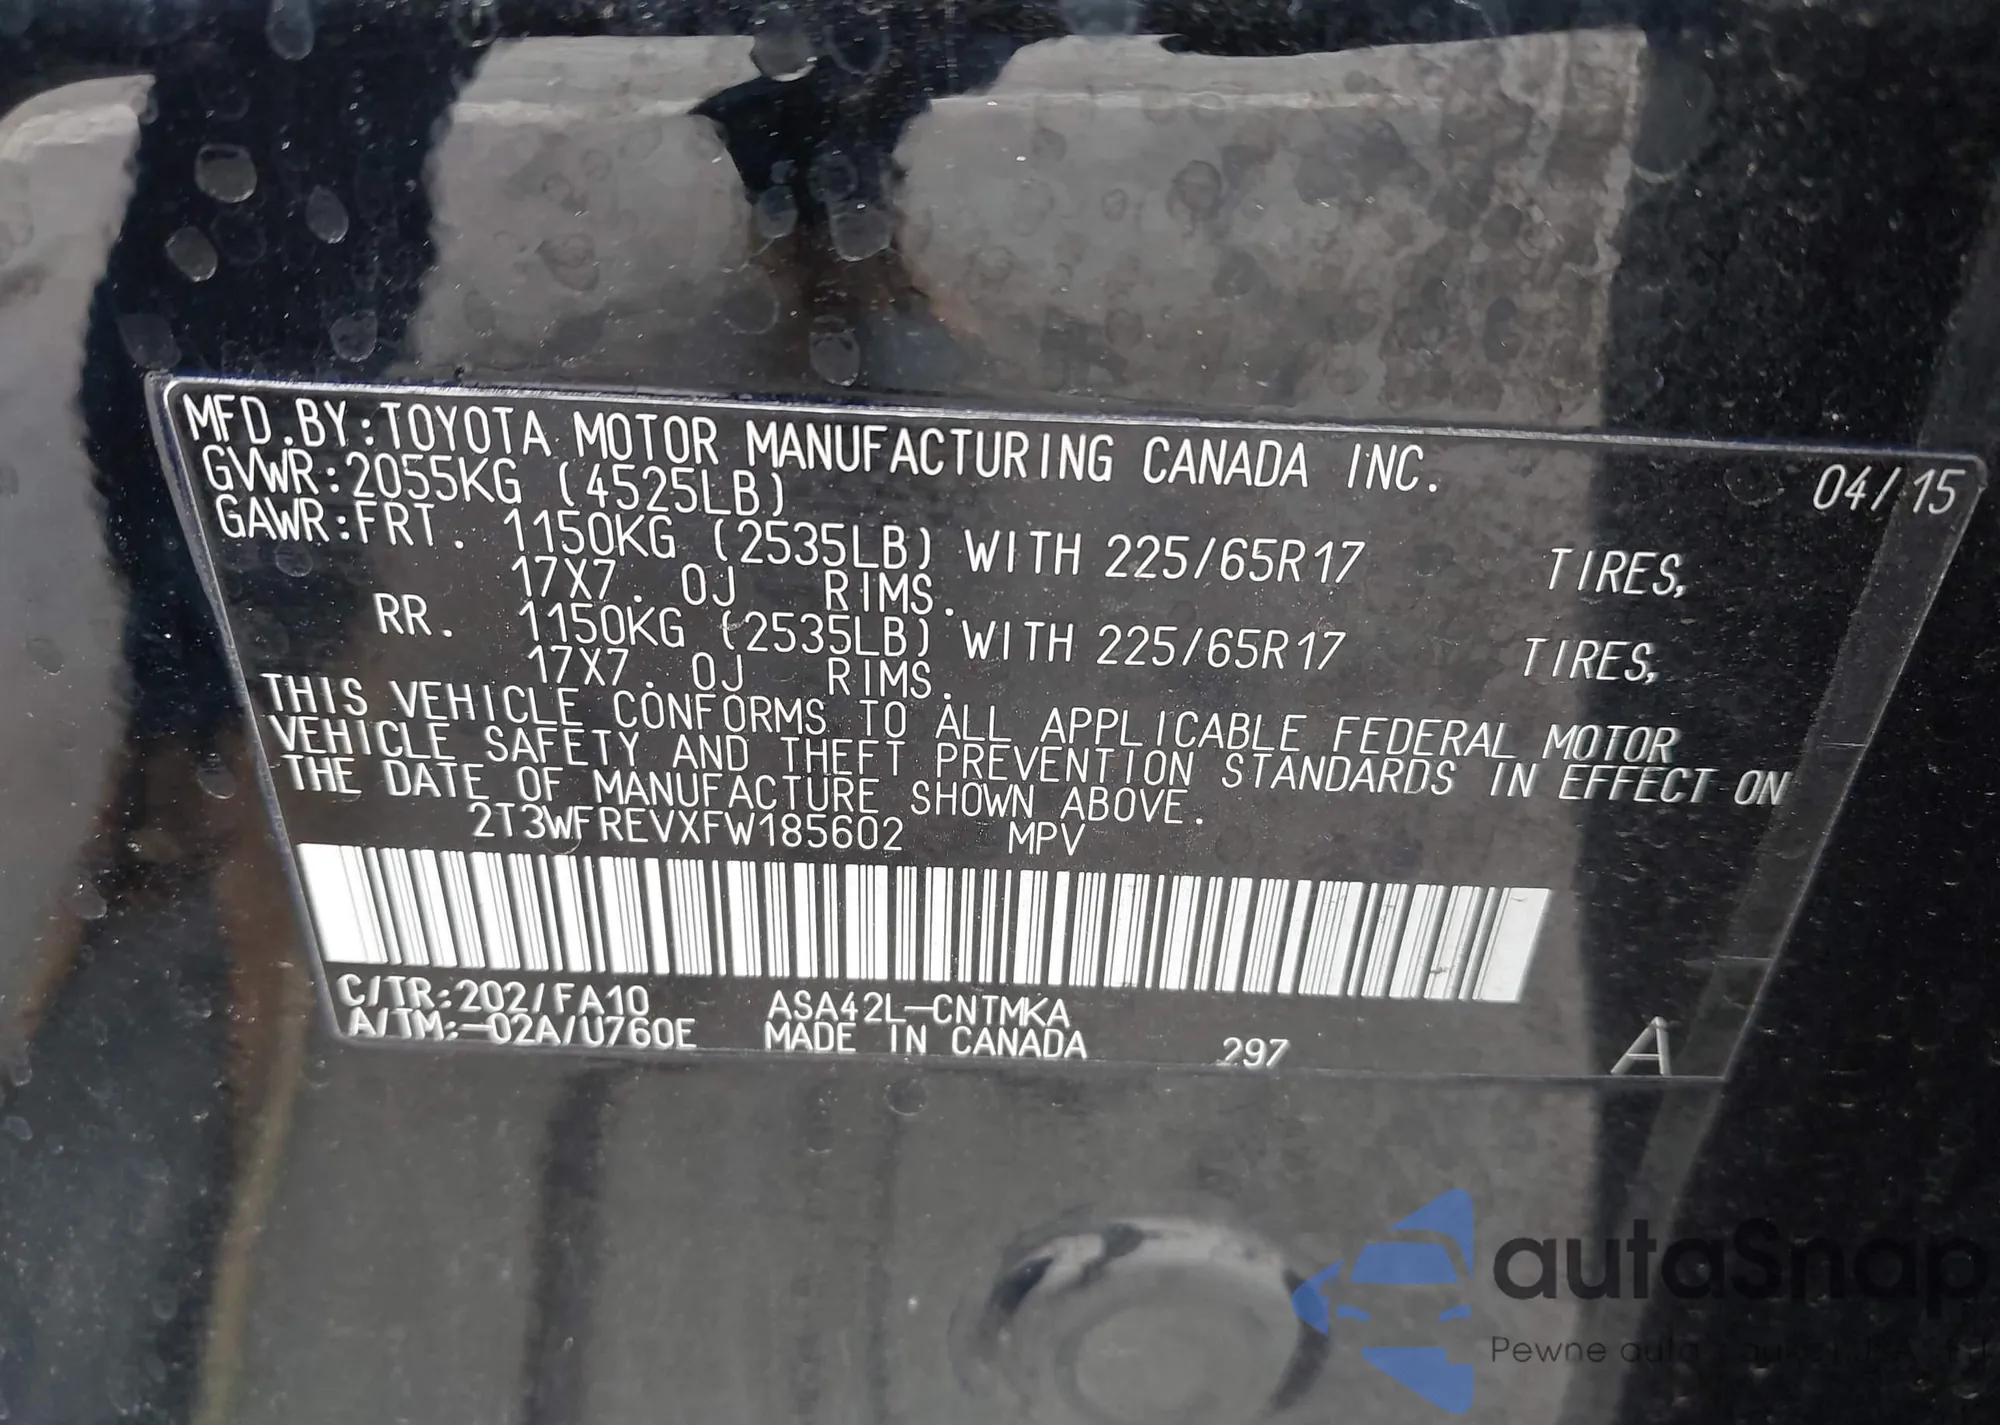 MFD.BY:TOYOTA MOTOR MANUFACTURING CANADA INC. 04/15
GVWR:2055KG (4525LB)
GAWR:FRT. 1150KG (2535LB) WITH 225/65R17 TIRES,
17X7.0J RIMS.
RR. 1150KG (2535LB) WITH 225/65R17 TIRES,
17X7.0J RIMS.
THIS VEHICLE CONFORMS TO ALL APPLICABLE FEDERAL MOTOR
VEHICLE SAFETY AND THEFT PREVENTION STANDARDS IN EFFECT ON
THE DATE OF MANUFACTURE SHOWN ABOVE.
2T3WFREVXFW185602 MPV
C/TR:202/FA10 ASA42L-CNTMKA
A/TM:-02A/U760E MADE IN CANADA 297 A
autaSnap
Pewne auta